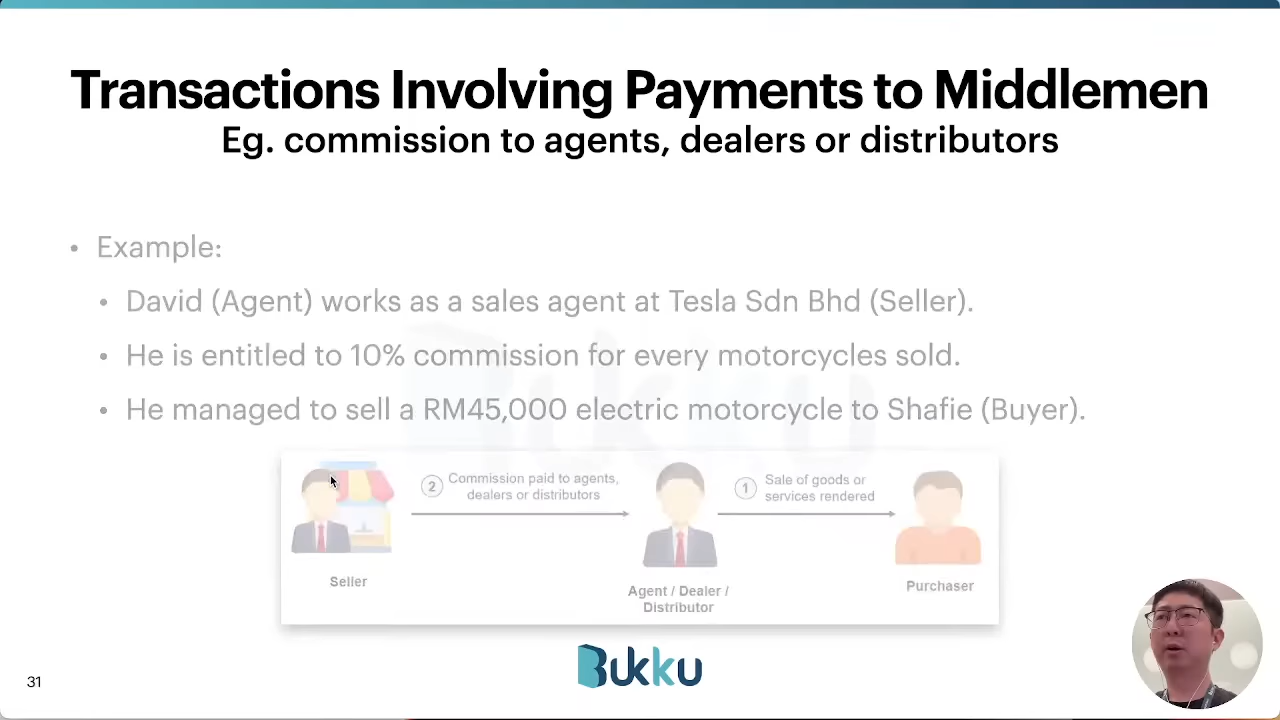 Transactions Involving Payments to Middlemen
Eg. commission to agents, dealers or distributors
• Example:
• David (Agent) works as a sales agent at Tesla Sdn Bhd (Seller).
• He is entitled to 10% commission for every motorcycles sold.
• He managed to sell a RM45,000 electric motorcycle to Shafie (Buyer).
2
Commission paid to agents,
dealers or distributors
1
Sale of goods or
services rendered
Seller
Agent / Dealer /
Distributor
Purchaser
Bukku
Bukku
31